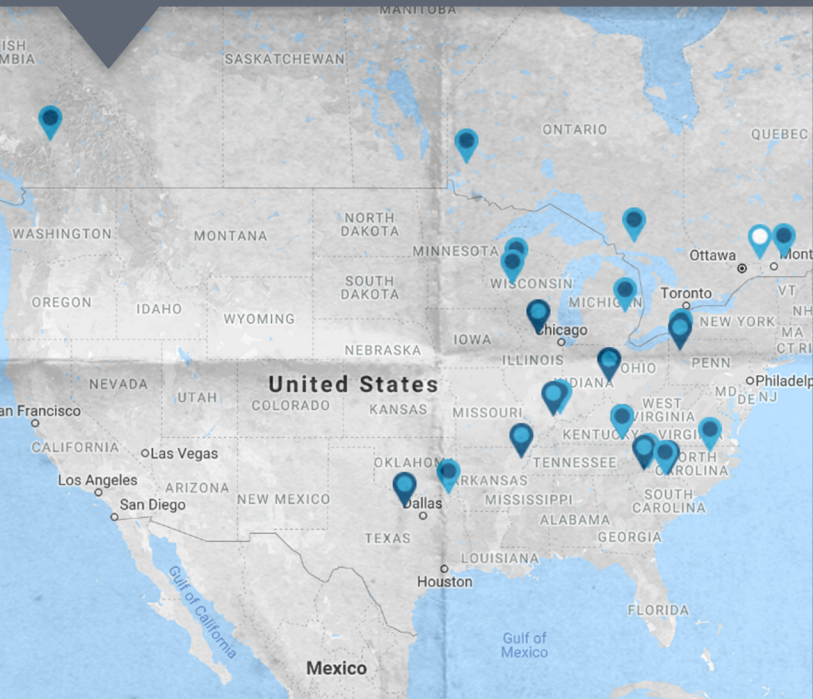 MANITOBA
ISH
MBIA
SASKATCHEWAN
ONTARIO
QUEBEC
WASHINGTON
MONTANA
NORTH
DAKOTA
MINNESOTA
Ottawa
Mont
SOUTH
DAKOTA
WISCONSIN
OREGON
IDAHO
WYOMING
MICHIGAN
Toronto
VT
NEW YORK
NH
MA
CT RI
IOWA
Chicago
NEBRASKA
ILLINOIS
OHIO
PENN
NEVADA
United States
INDIANA
Philadelp
UTAH
COLORADO
KANSAS
MISSOURI
WEST
VIRGINIA
MD
DE
NJ
an Francisco
KENTUCKY
VIRGINIA
CALIFORNIA
Las Vegas
OKLAHOMA
TENNESSEE
NORTH
CAROLINA
Los Angeles
ARIZONA
NEW MEXICO
ARKANSAS
San Diego
Dallas
MISSISSIPPI
SOUTH
CAROLINA
ALABAMA
TEXAS
GEORGIA
LOUISIANA
Houston
Gulf of California
FLORIDA
Gulf of
Mexico
Mexico